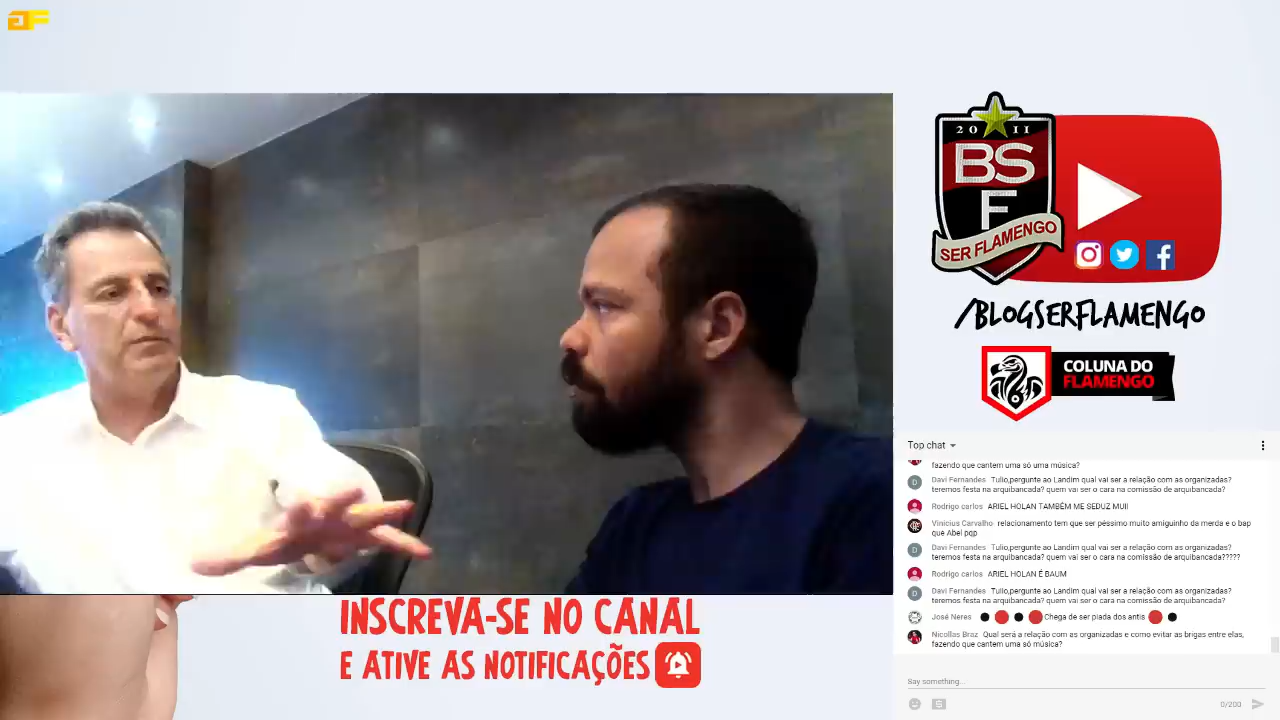 GF
20 11
BS
F
SER FLAMENGO
/BLOGSERFLAMENGO
COLUNA DO
FLAMENGO
Top chat
fazendo que cantem uma só uma música?
D Davi Fernandes Tulio,pergunte ao Landim qual vai ser a relação com as organizadas?
teremos festa na arquibancada? quem vai ser o cara na comissão de arquibancada?
Rodrigo carlos ARIEL HOLAN TAMBÉM ME SEDUZ MUII
Vinicius Carvalho relacionamento tem que ser péssimo muito amiguinho da merda e o bap
que Abel pqp
D Davi Fernandes Tulio,pergunte ao Landim qual vai ser a relação com as organizadas?
teremos festa na arquibancada? quem vai ser o cara na comissão de arquibancada?????
Rodrigo carlos ARIEL HOLAN É BAUM
D Davi Fernandes Tulio,pergunte ao Landim qual vai ser a relação com as organizadas?
teremos festa na arquibancada? quem vai ser o cara na comissão de arquibancada?
José Neres Chega de ser piada dos antis
Nicollas Braz Qual será a relação com as organizadas e como evitar as brigas entre elas,
fazendo que cantem uma só música?
Say something...
0/200
INSCREVA-SE NO CANAL
E ATIVE AS NOTIFICAÇÕES